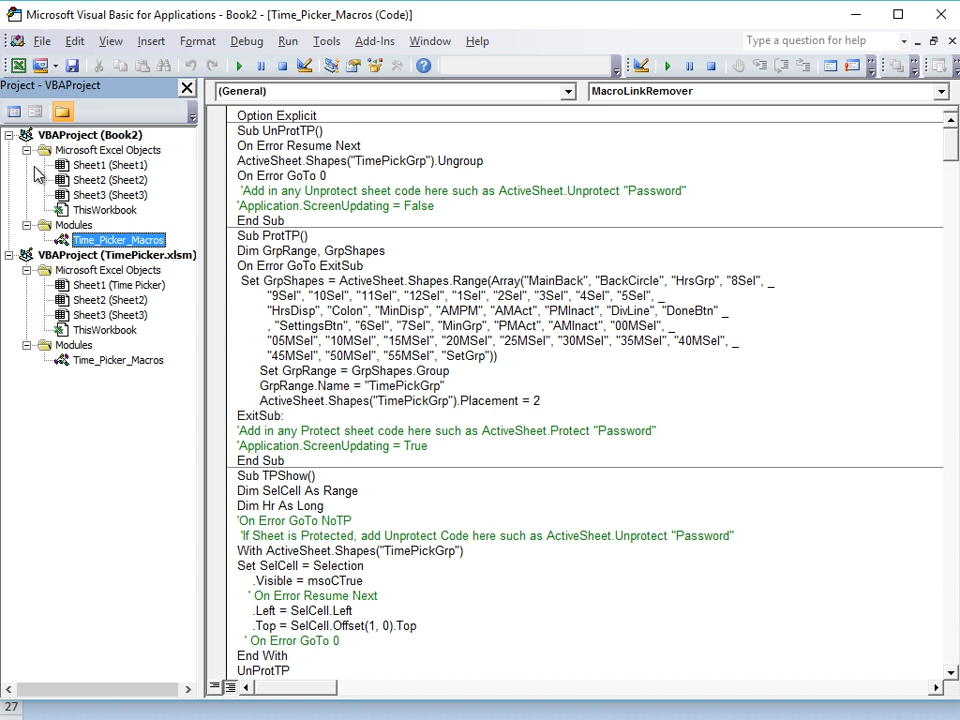 Microsoft Visual Basic for Applications - Book2 - [Time_Picker_Macros (Code)]
File Edit View Insert Format Debug Run Tools Add-Ins Window Help
Type a question for help
Project - VBAProject
(General)
MacroLinkRemover
VBAProject (Book2)
Microsoft Excel Objects
Sheet1 (Sheet1)
Sheet2 (Sheet2)
Sheet3 (Sheet3)
ThisWorkbook
Modules
Time_Picker_Macros
VBAProject (TimePicker.xlsm)
Microsoft Excel Objects
Sheet1 (Time Picker)
Sheet2 (Sheet2)
Sheet3 (Sheet3)
ThisWorkbook
Modules
Time_Picker_Macros
Option Explicit
Sub UnProtTP()
On Error Resume Next
ActiveSheet.Shapes("TimePickGrp").Ungroup
On Error GoTo 0
'Add in any Unprotect sheet code here such as ActiveSheet.Unprotect "Password"
'Application.ScreenUpdating = False
End Sub
Sub ProtTP()
Dim GrpRange, GrpShapes
On Error GoTo ExitSub
Set GrpShapes = ActiveSheet.Shapes.Range(Array("MainBack", "BackCircle", "HrsGrp", "8Sel", _
"9Sel", "10Sel", "11Sel", "12Sel", "1Sel", "2Sel", "3Sel", "4Sel", "5Sel", _
"HrsDisp", "Colon", "MinDisp", "AMPM", "AMAct", "PMInact", "DivLine", "DoneBtn" _
, "SettingsBtn", "6Sel", "7Sel", "MinGrp", "PMAct", "AMInact", "00MSel", _
"05MSel", "10MSel", "15MSel", "20MSel", "25MSel", "30MSel", "35MSel", "40MSel", _
"45MSel", "50MSel", "55MSel", "SetGrp"))
Set GrpRange = GrpShapes.Group
GrpRange.Name = "TimePickGrp"
ActiveSheet.Shapes("TimePickGrp").Placement = 2
ExitSub:
'Add in any Protect sheet code here such as ActiveSheet.Protect "Password"
'Application.ScreenUpdating = True
End Sub
Sub TPShow()
Dim SelCell As Range
Dim Hr As Long
'On Error GoTo NoTP
'If Sheet is Protected, add Unprotect Code here such as ActiveSheet.Unprotect "Password"
With ActiveSheet.Shapes("TimePickGrp")
Set SelCell = Selection
.Visible = msoCTrue
' On Error Resume Next
.Left = SelCell.Left
.Top = SelCell.Offset(1, 0).Top
' On Error GoTo 0
End With
UnProtTP
27